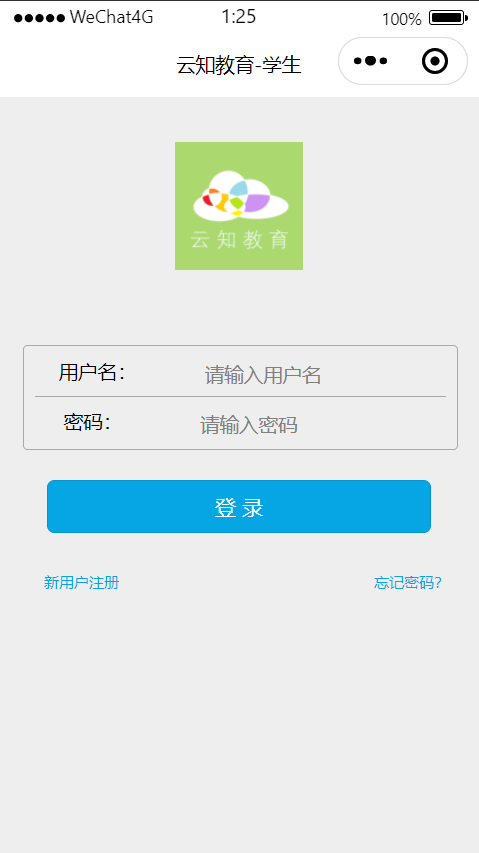 WeChat4G 1:25 100%
云知教育-学生
云知教育
用户名: 请输入用户名
密码: 请输入密码
登 录
新用户注册 忘记密码?